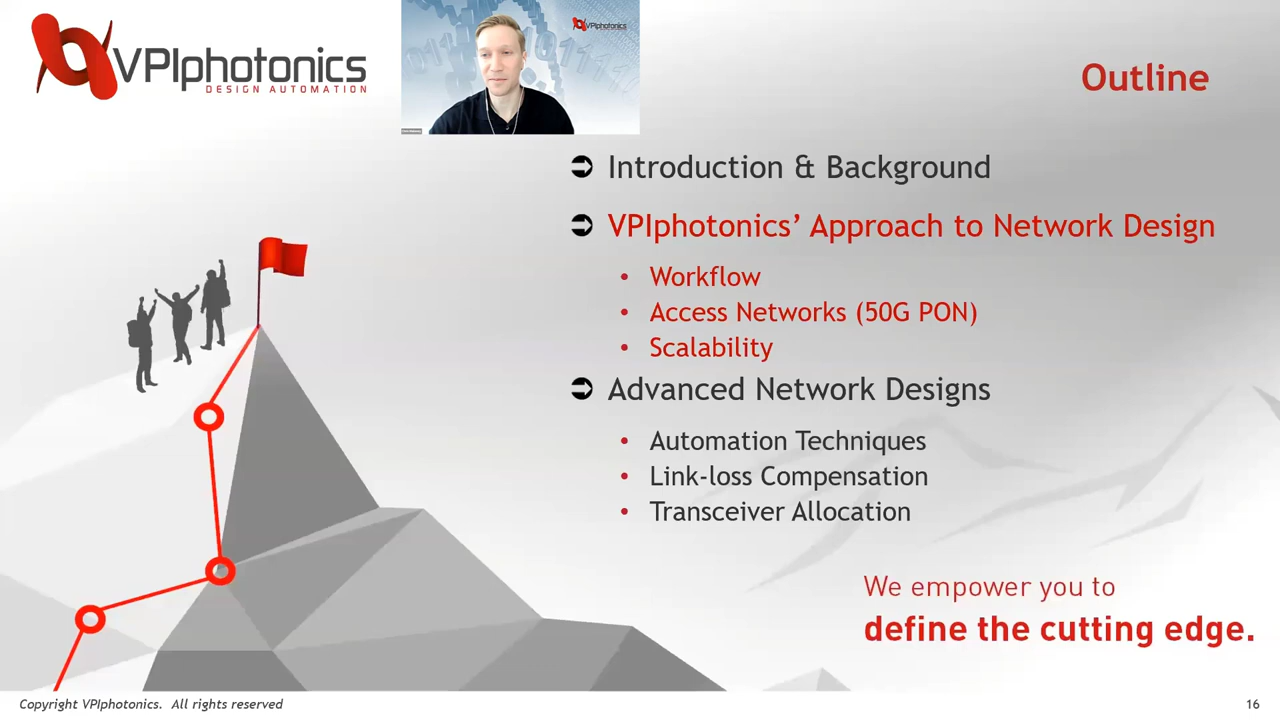 VPIphotonics
DESIGN AUTOMATION
VPIphotonics
Outline
Introduction & Background
VPIphotonics’ Approach to Network Design
• Workflow
• Access Networks (50G PON)
• Scalability
Advanced Network Designs
• Automation Techniques
• Link-loss Compensation
• Transceiver Allocation
We empower you to
define the cutting edge.
Copyright VPIphotonics. All rights reserved
16